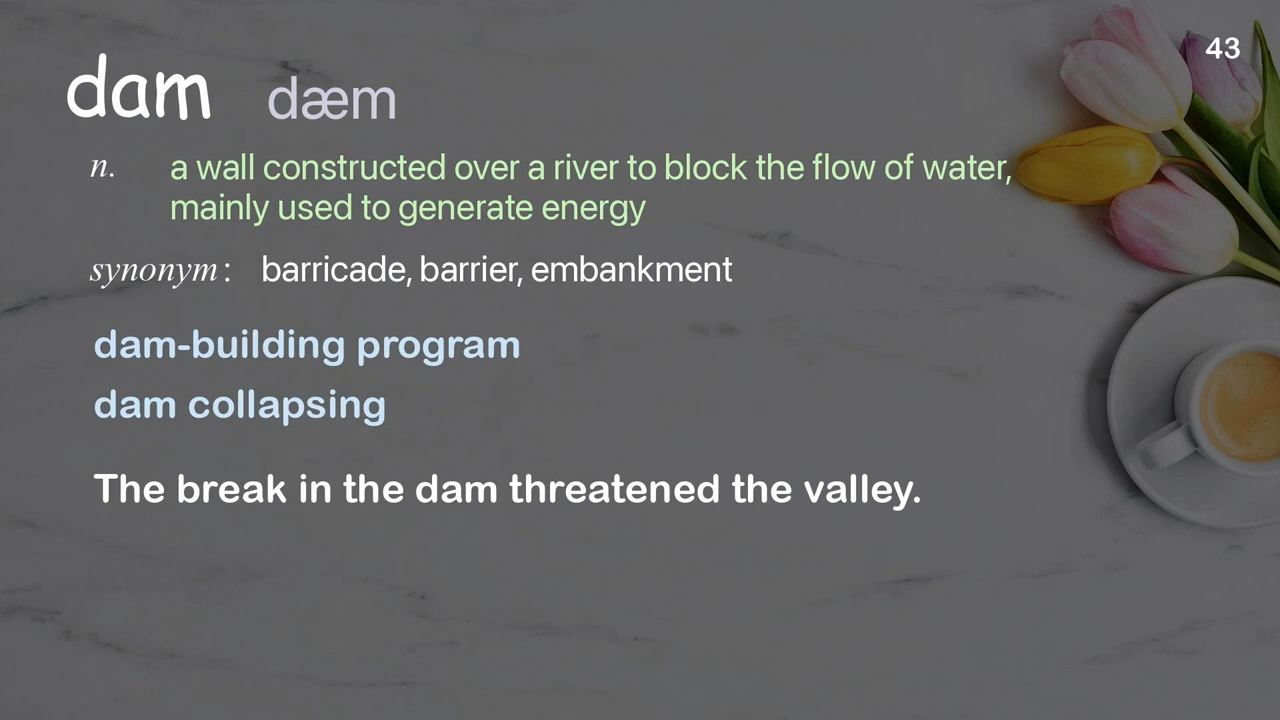 43
dam dæm
n. a wall constructed over a river to block the flow of water,
mainly used to generate energy
synonym : barricade, barrier, embankment
dam-building program
dam collapsing
The break in the dam threatened the valley.